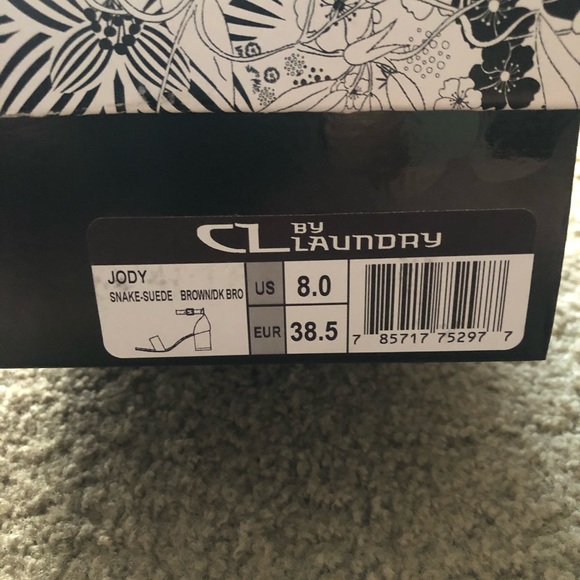 CL BY LAUNDRY
JODY
SNAKE-SUEDE BROWN/DK BRO
US 8.0
EUR 38.5
7 85717 75297 7